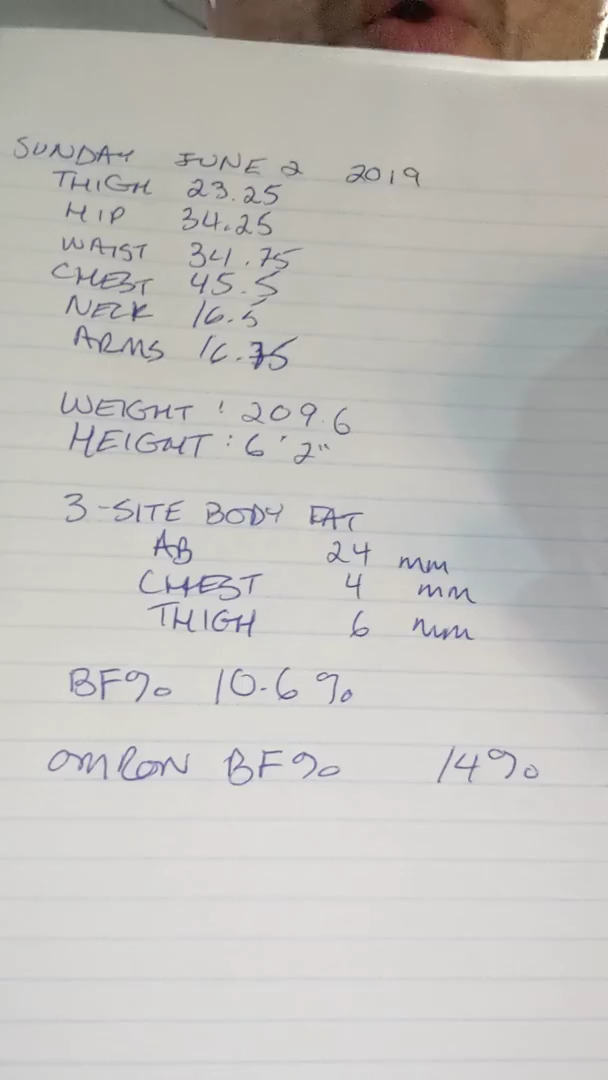 SUNDAY JUNE 2 2019
THIGH 23.25
HIP 34.25
WAIST 34.75
CHEST 45.5
NECK 16.5
ARMS 16.75
WEIGHT : 209.6
HEIGHT : 6' 2"
3-SITE BODY FAT
AB 24 mm
CHEST 4 mm
THIGH 6 mm
BF% 10.6%
OMRON BF% 14%